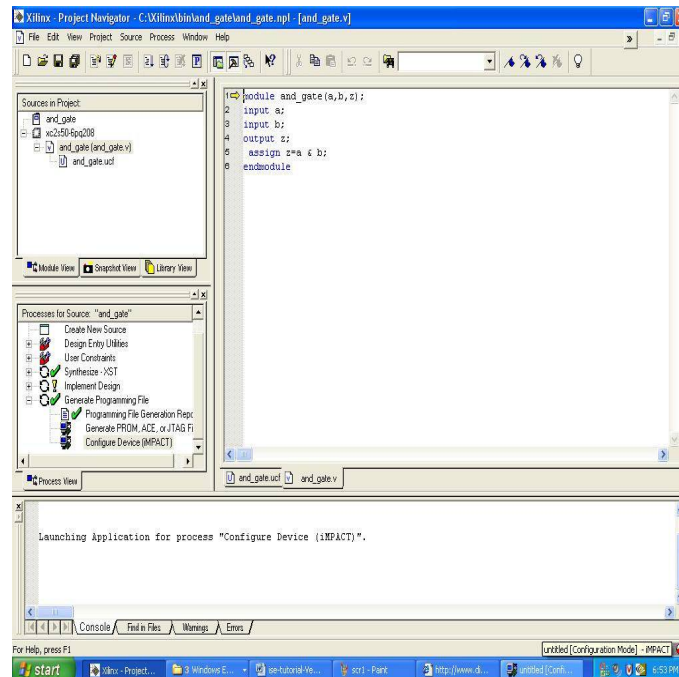 Xilinx - Project Navigator - C:\Xilinx\bin\and_gate\and_gate.npl - [and_gate.v]
File Edit View Project Source Process Window Help
Sources in Project:
and_gate
xc2s50-6pq208
and_gate (and_gate.v)
and_gate.ucf
Module View Snapshot View Library View
Processes for Source: "and_gate"
Create New Source
Design Entry Utilities
User Constraints
Synthesize - XST
Implement Design
Generate Programming File
Programming File Generation Repc
Generate PROM, ACE, or JTAG Fi
Configure Device (iMPACT)
Process View
1 module and_gate(a,b,z);
2 input a;
3 input b;
4 output z;
5 assign z=a & b;
6 endmodule
and_gate.ucf and_gate.v
Launching Application for process "Configure Device (iMPACT)".
Console Find in Files Warnings Errors
For Help, press F1
untitled [Configuration Mode] - iMPACT
start Xilinx - Project... 3 Windows E... ise-tutorial-Ve... scr1 - Paint http://www.di... untitled [Confi... 6:53 PM